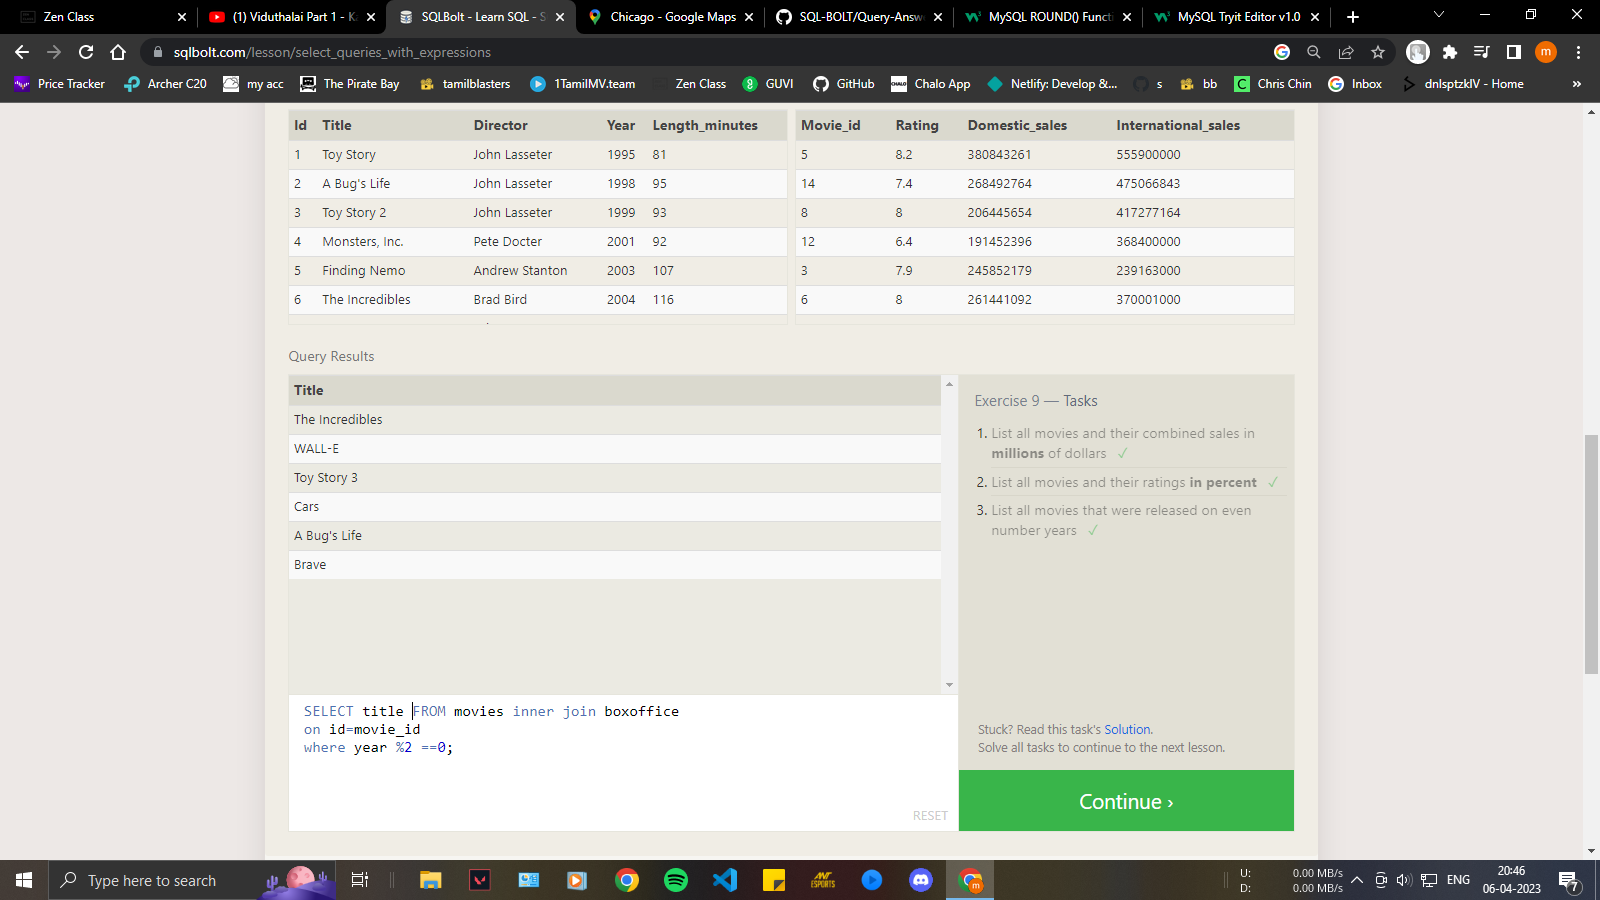 Zen Class
(1) Viduthalai Part 1 - Ka
SQLBolt - Learn SQL - S
Chicago - Google Maps
SQL-BOLT/Query-Answ
MySQL ROUND() Functi
MySQL Tryit Editor v1.0
sqlbolt.com/lesson/select_queries_with_expressions
m
Price Tracker
Archer C20
my acc
The Pirate Bay
tamilblasters
1TamilMV.team
Zen Class
GUVI
GitHub
Chalo App
Netlify: Develop &...
s
bb
Chris Chin
Inbox
dnlsptzklV - Home
»
Id Title Director Year Length_minutes
1 Toy Story John Lasseter 1995 81
2 A Bug's Life John Lasseter 1998 95
3 Toy Story 2 John Lasseter 1999 93
4 Monsters, Inc. Pete Docter 2001 92
5 Finding Nemo Andrew Stanton 2003 107
6 The Incredibles Brad Bird 2004 116
Movie_id Rating Domestic_sales International_sales
5 8.2 380843261 555900000
14 7.4 268492764 475066843
8 8 206445654 417277164
12 6.4 191452396 368400000
3 7.9 245852179 239163000
6 8 261441092 370001000
Query Results
Title
The Incredibles
WALL-E
Toy Story 3
Cars
A Bug's Life
Brave
SELECT title FROM movies inner join boxoffice
on id=movie_id
where year %2 ==0;
RESET
Exercise 9 — Tasks
1. List all movies and their combined sales in
millions of dollars ✓
2. List all movies and their ratings in percent ✓
3. List all movies that were released on even
number years ✓
Stuck? Read this task's Solution.
Solve all tasks to continue to the next lesson.
Continue ›
Type here to search
U: 0.00 MB/s
D: 0.00 MB/s
ENG
20:46
06-04-2023
7